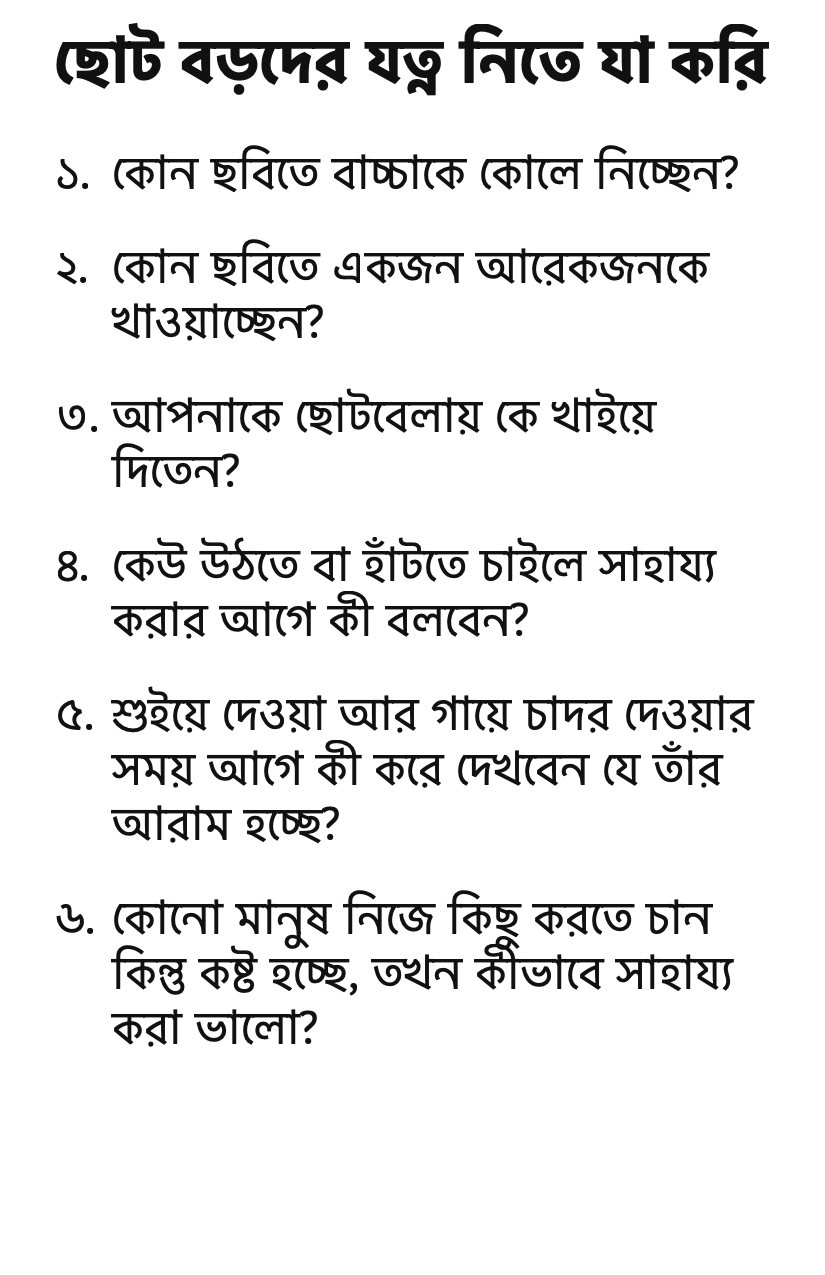 ছোট বড়দের যত্ন নিতে যা করি
১. কোন ছবিতে বাচ্চাকে কোলে নিচ্ছেন?
২. কোন ছবিতে একজন আরেকজনকে
খাওয়াচ্ছেন?
৩. আপনাকে ছোটবেলায় কে খাইয়ে
দিতেন?
৪. কেউ উঠতে বা হাঁটতে চাইলে সাহায্য
করার আগে কী বলবেন?
৫. শুইয়ে দেওয়া আর গায়ে চাদর দেওয়ার
সময় আগে কী করে দেখবেন যে তাঁর
আরাম হচ্ছে?
৬. কোনো মানুষ নিজে কিছু করতে চান
কিন্তু কষ্ট হচ্ছে, তখন কীভাবে সাহায্য
করা ভালো?